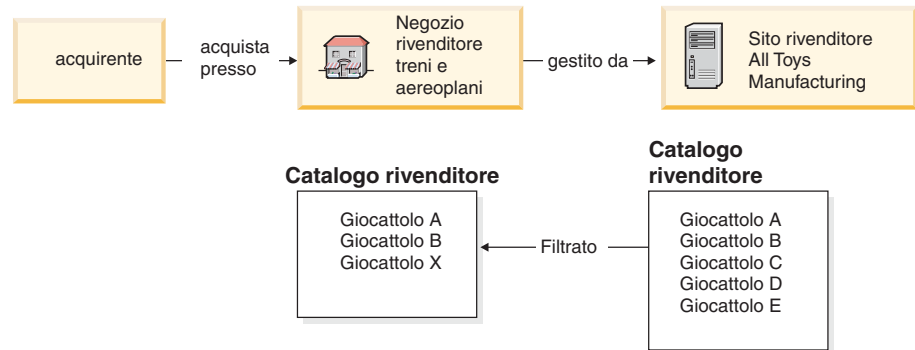 acquirente
acquista
presso
Negozio
rivenditore
treni e
aereoplani
gestito da
Sito rivenditore
All Toys
Manufacturing
Catalogo rivenditore
Giocattolo A
Giocattolo B
Giocattolo X
Filtrato
Catalogo
rivenditore
Giocattolo A
Giocattolo B
Giocattolo C
Giocattolo D
Giocattolo E